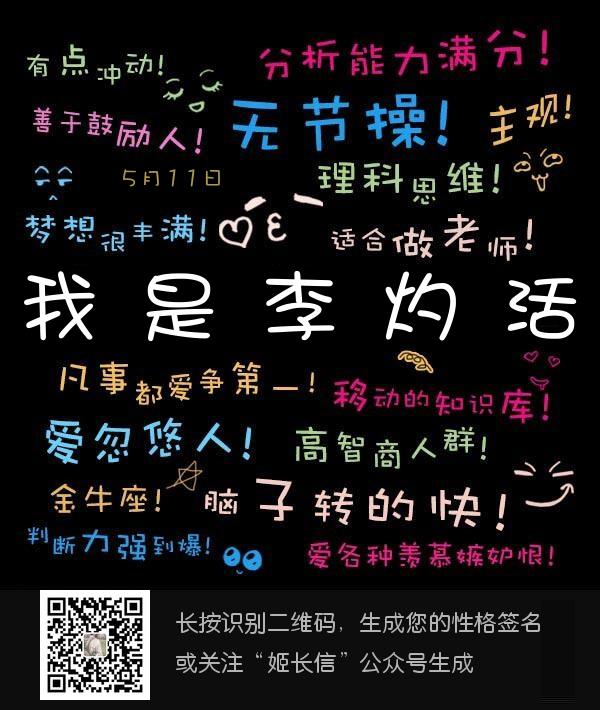 有点冲动!
分析能力满分!
善于鼓励人!
无节操!
主观!
5月11日
理科思维!
梦想很丰满!
适合做老师!
我是李灼活
凡事都爱争第一!
移动的知识库!
爱忽悠人!
高智商人群!
金牛座!
脑子转的快!
判断力强到爆!
爱各种羡慕嫉妒恨!
长按识别二维码，生成您的性格签名
或关注“姬长信”公众号生成